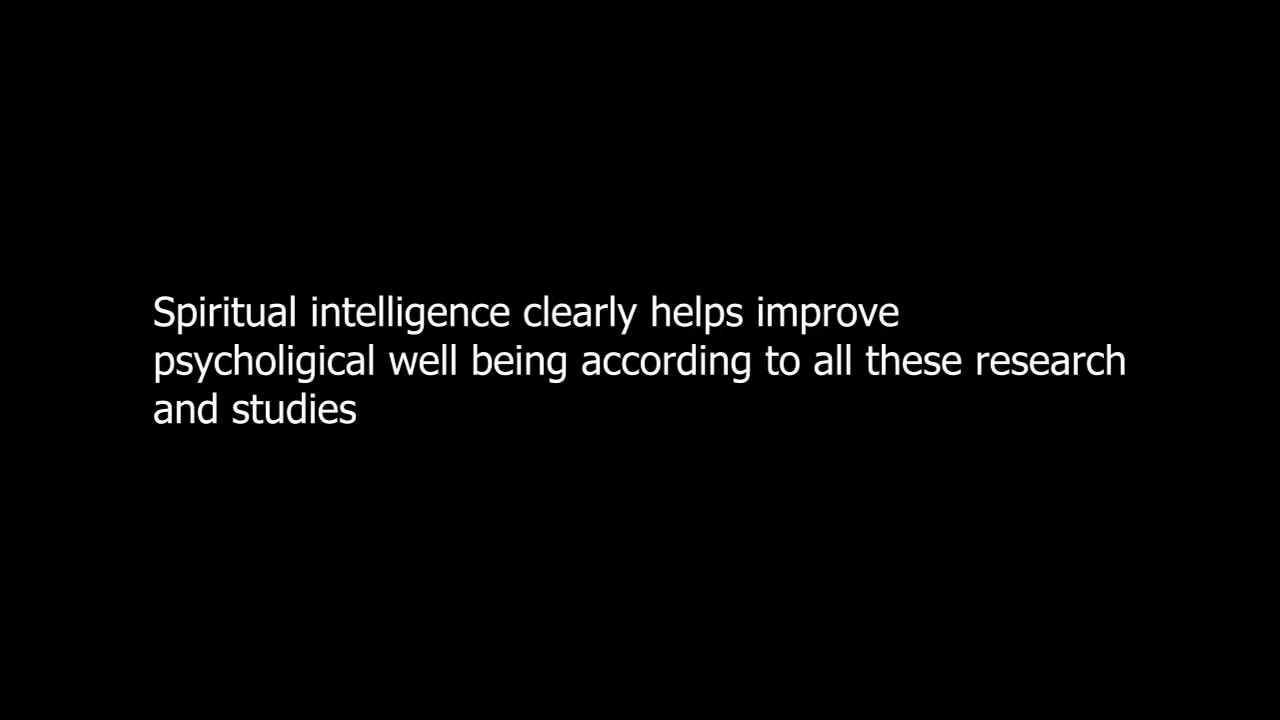 Spiritual intelligence clearly helps improve
psycholigical well being according to all these research
and studies